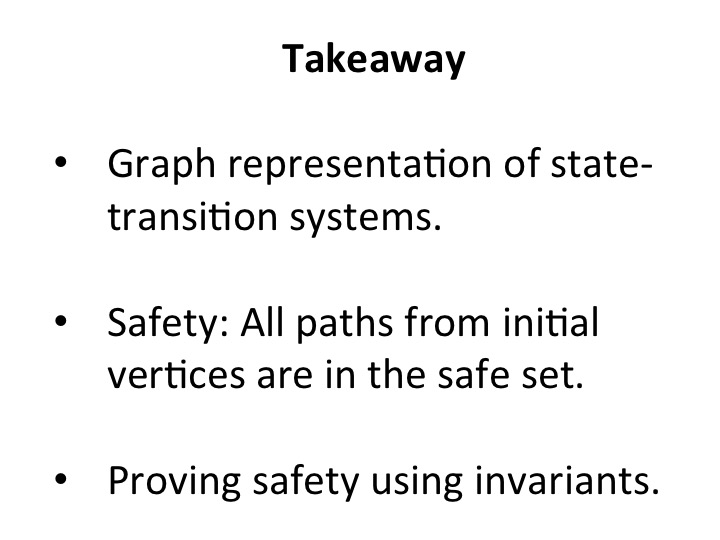 Takeaway
• Graph representation of state-
transition systems.
• Safety: All paths from initial
vertices are in the safe set.
• Proving safety using invariants.